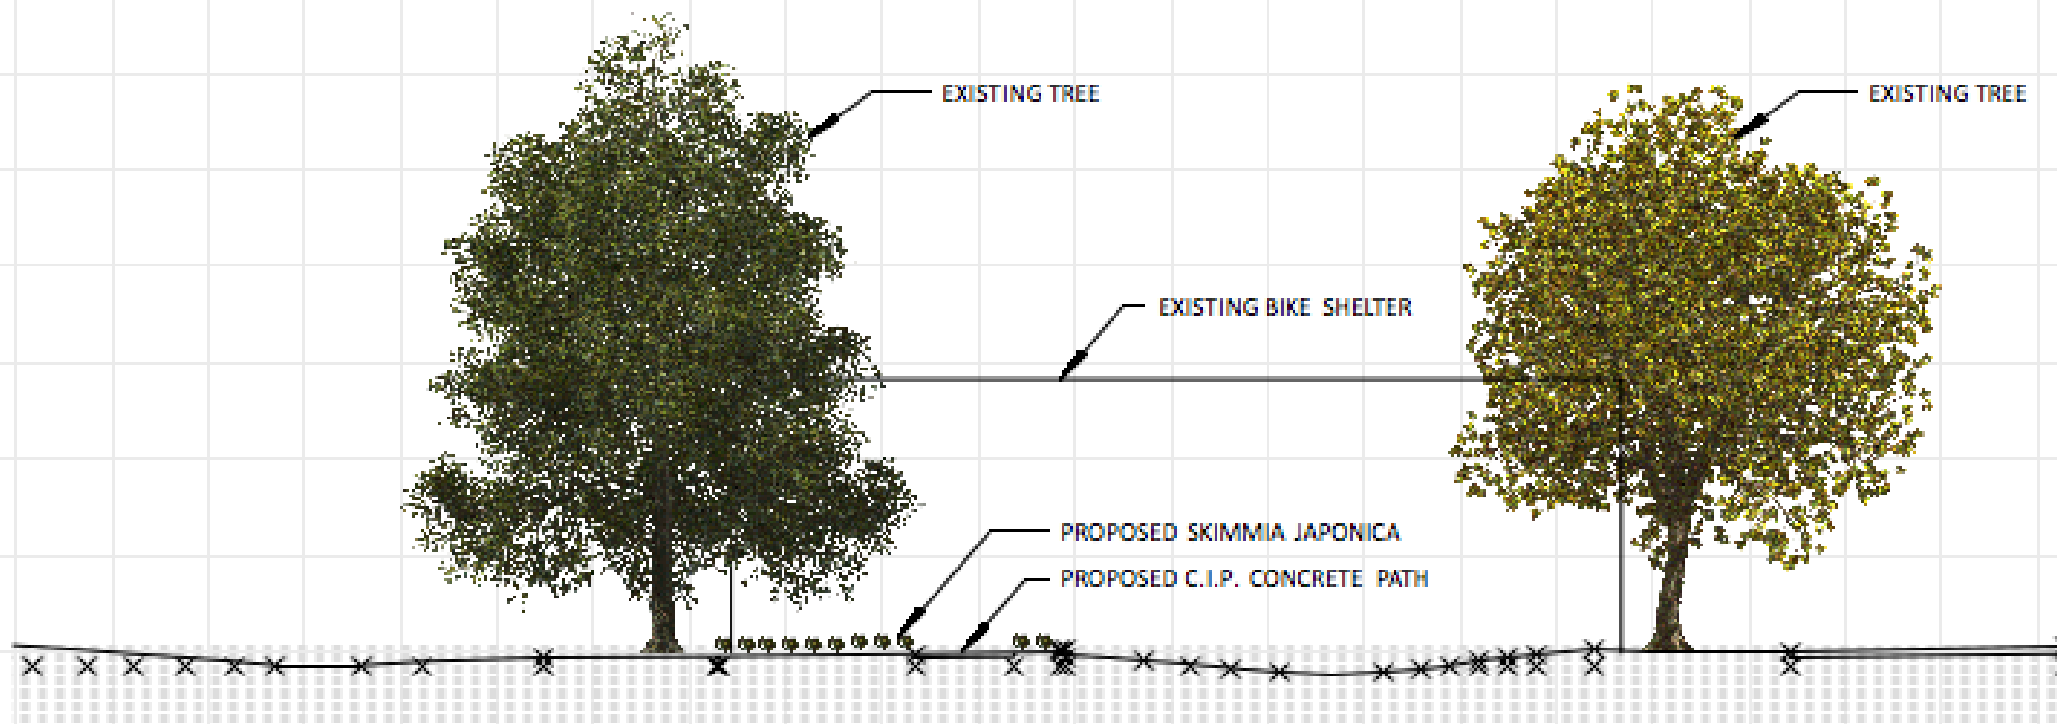 EXISTING TREE
EXISTING TREE
EXISTING BIKE SHELTER
PROPOSED SKIMMIA JAPONICA
PROPOSED C.I.P. CONCRETE PATH